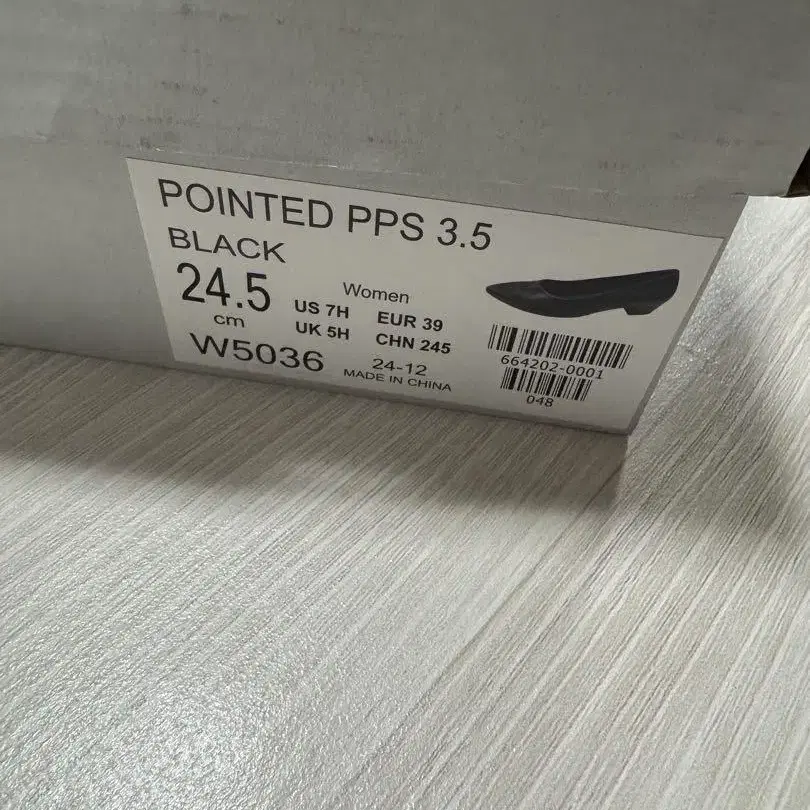 POINTED PPS 3.5
BLACK
24.5
cm
Women
US 7H EUR 39
UK 5H CHN 245
W5036
24-12
MADE IN CHINA
664202-0001
048